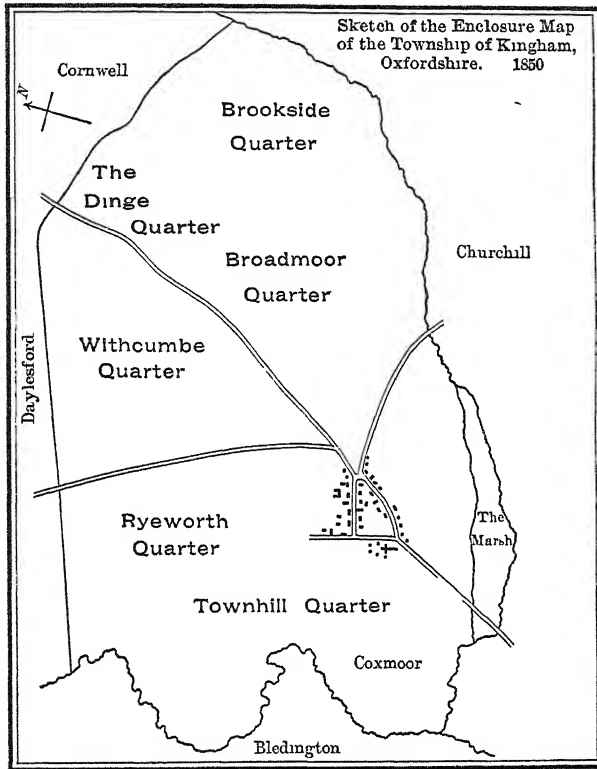 Sketch of the Enclosure Map
of the Township of Kingham,
Oxfordshire. 1850
Cornwell
N
Brookside
Quarter
The
Dinge
Quarter
Broadmoor
Quarter
Churchill
Withcumbe
Quarter
Daylesford
Ryeworth
Quarter
The
Marsh
Townhill Quarter
Coxmoor
Bledington